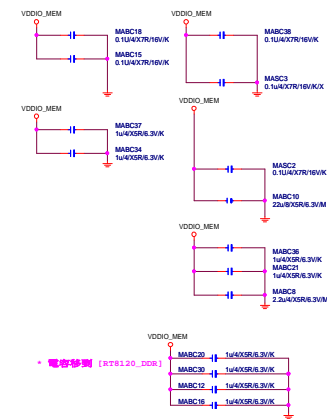 VDDIO_MEM
MABC18
0.1U/4/X7R/16V/K
MABC15
0.1U/4/X7R/16V/K
VDDIO_MEM
MABC38
0.1U/4/X7R/16V/K
MASC3
0.1u/4/X7R/16V/K/X
VDDIO_MEM
MABC37
1u/4/X5R/6.3V/K
MABC34
1u/4/X5R/6.3V/K
VDDIO_MEM
MASC2
0.1U/4/X7R/16V/K
MABC10
22u/8/X5R/6.3V/M
VDDIO_MEM
MABC36
1u/4/X5R/6.3V/K
MABC21
1u/4/X5R/6.3V/K
MABC8
2.2u/4/X5R/6.3V/M
VDDIO_MEM
MABC20 1u/4/X5R/6.3V/K
* 電容移到 [RT8120_DDR]
MABC30 1u/4/X5R/6.3V/K
MABC12 1u/4/X5R/6.3V/K
MABC16 1u/4/X5R/6.3V/K